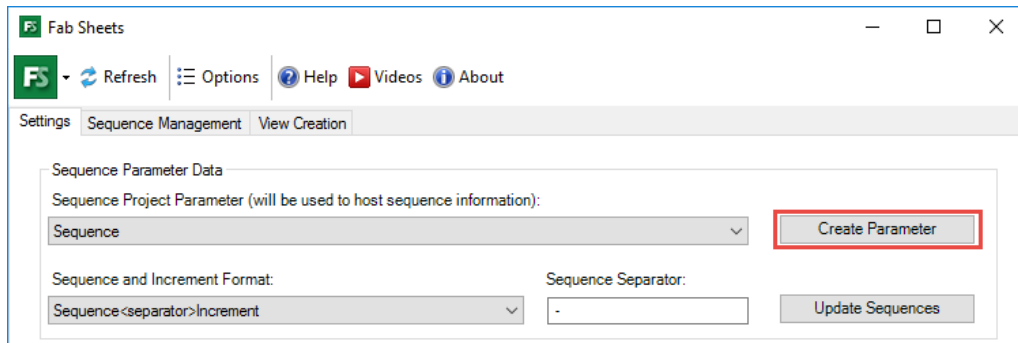 FS Fab Sheets
FS Refresh Options Help Videos About
Settings Sequence Management View Creation
Sequence Parameter Data
Sequence Project Parameter (will be used to host sequence information):
Sequence Create Parameter
Sequence and Increment Format: Sequence Separator:
Sequence<separator>Increment - Update Sequences